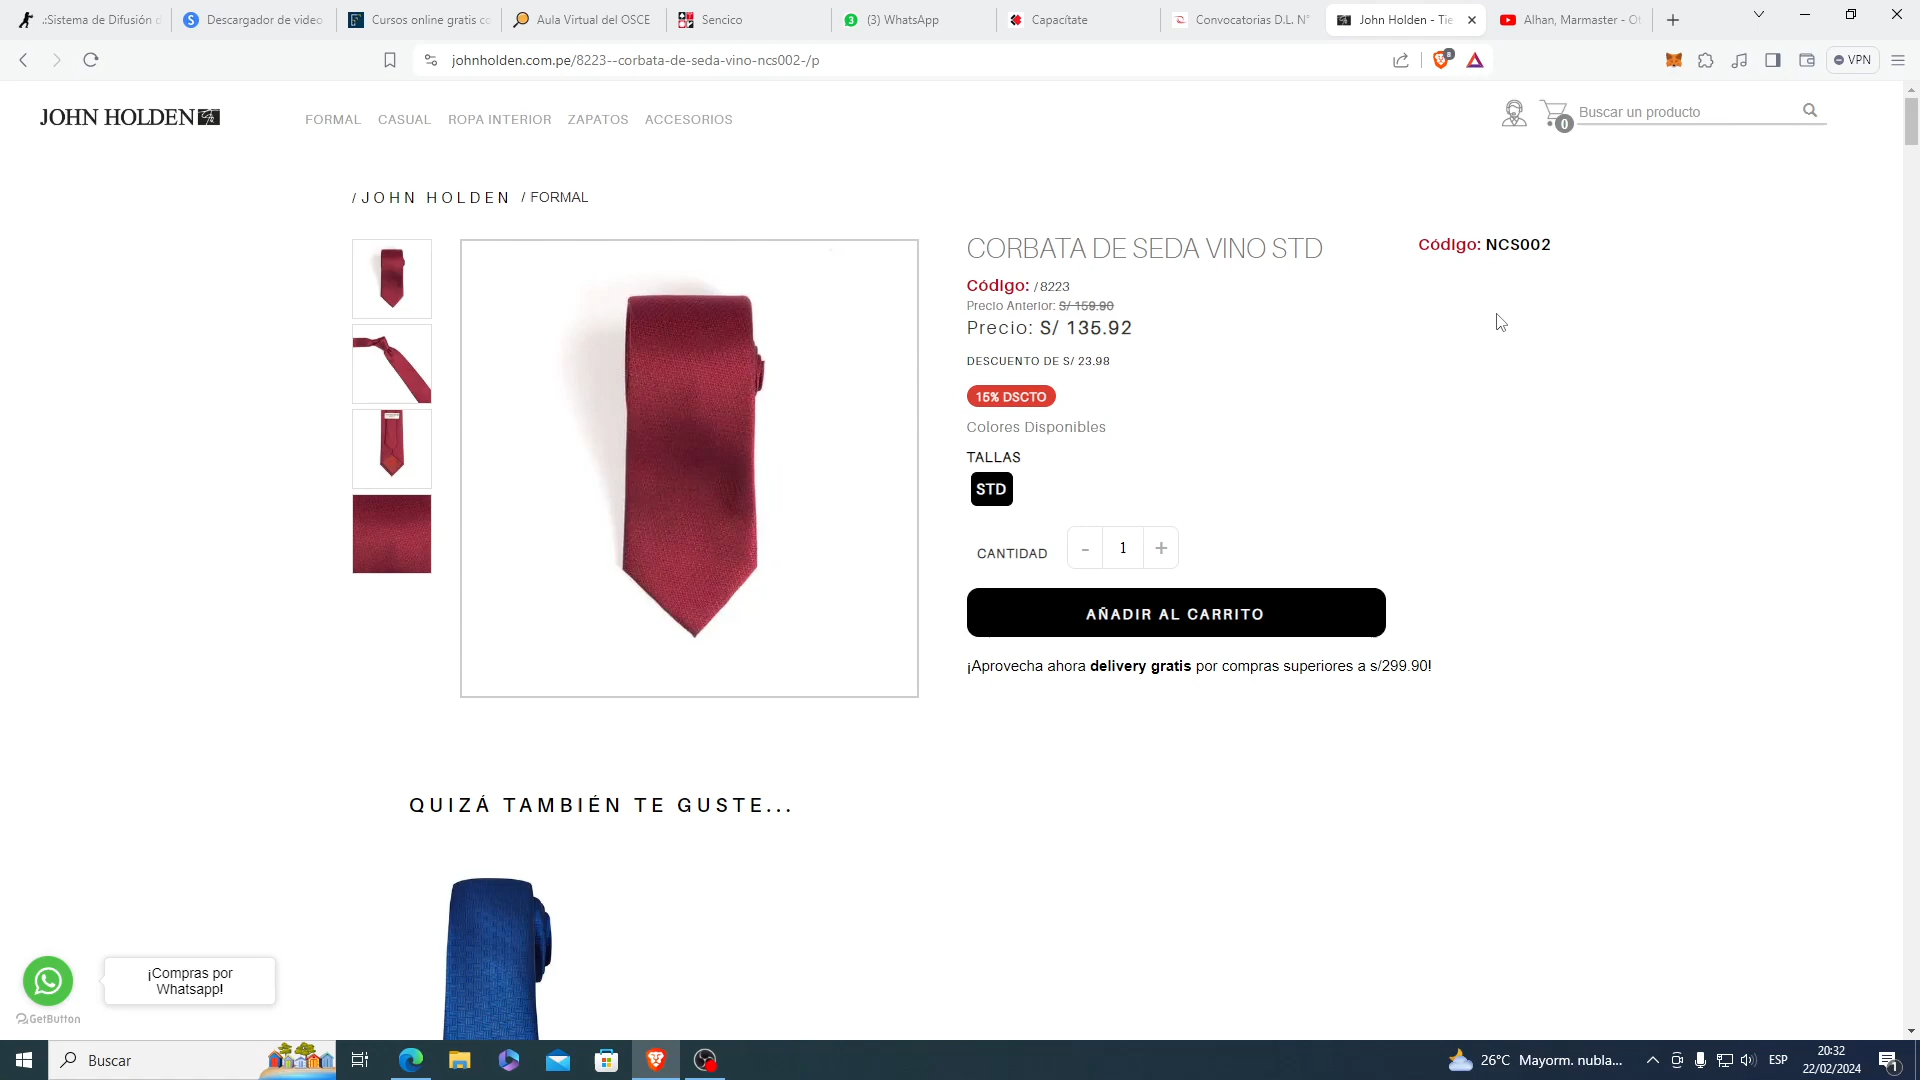 .:Sistema de Difusión d
Descargador de video
Cursos online gratis co
Aula Virtual del OSCE
Sencico
(3) WhatsApp
Capacítate
Convocatorias D.L. N°
John Holden - Tie
Alhan, Marmaster - Ot
johnholden.com.pe/8223--corbata-de-seda-vino-ncs002-/p
8
VPN
JOHN HOLDEN
FORMAL CASUAL ROPA INTERIOR ZAPATOS ACCESORIOS
0
Buscar un producto
/ JOHN HOLDEN / FORMAL
CORBATA DE SEDA VINO STD
Código: NCS002
Código: /8223
Precio Anterior: S/ 159.90
Precio: S/ 135.92
DESCUENTO DE S/ 23.98
15% DSCTO
Colores Disponibles
TALLAS
STD
CANTIDAD - 1 +
AÑADIR AL CARRITO
¡Aprovecha ahora delivery gratis por compras superiores a s/299.90!
QUIZÁ TAMBIÉN TE GUSTE...
¡Compras por
Whatsapp!
GetButton
Buscar
26°C Mayorm. nubla...
ESP
20:32
22/02/2024
1